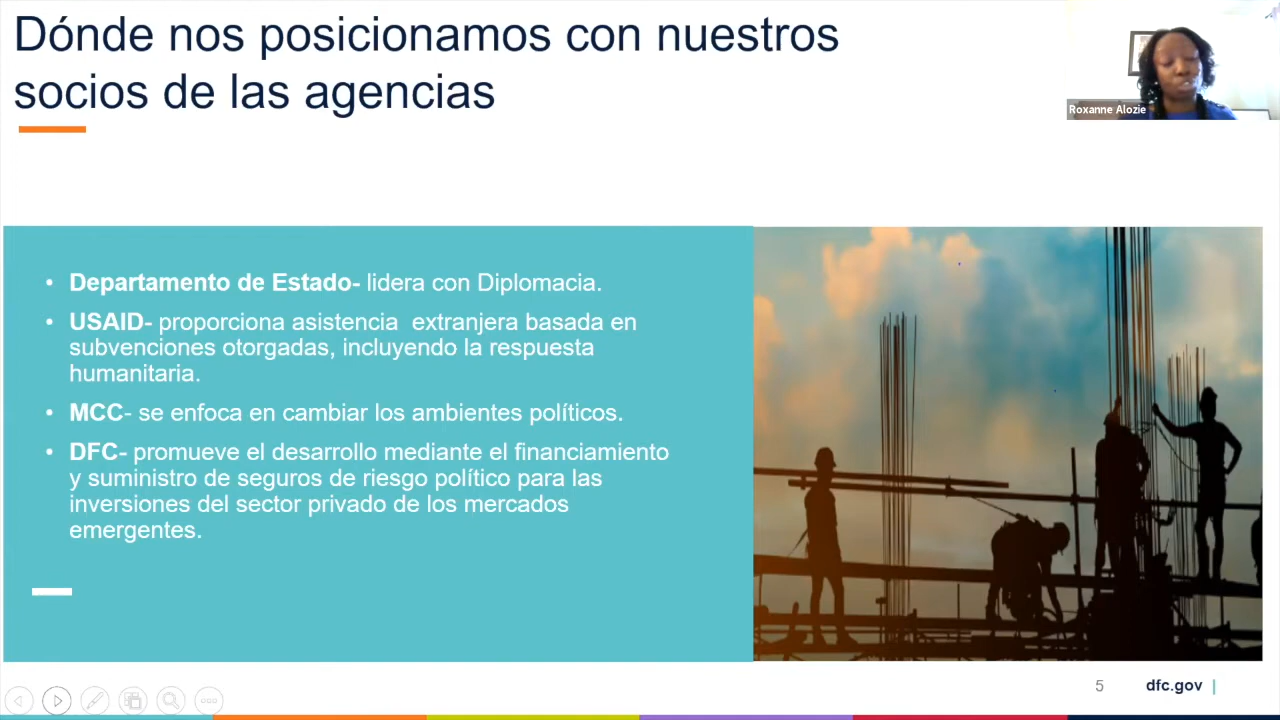 Dónde nos posicionamos con nuestros
socios de las agencias
Roxanne Alozie
• Departamento de Estado- lidera con Diplomacia.
• USAID- proporciona asistencia  extranjera basada en
subvenciones otorgadas, incluyendo la respuesta
humanitaria.
• MCC- se enfoca en cambiar los ambientes políticos.
• DFC- promueve el desarrollo mediante el financiamiento
y suministro de seguros de riesgo político para las
inversiones del sector privado de los mercados
emergentes.
5
dfc.gov |